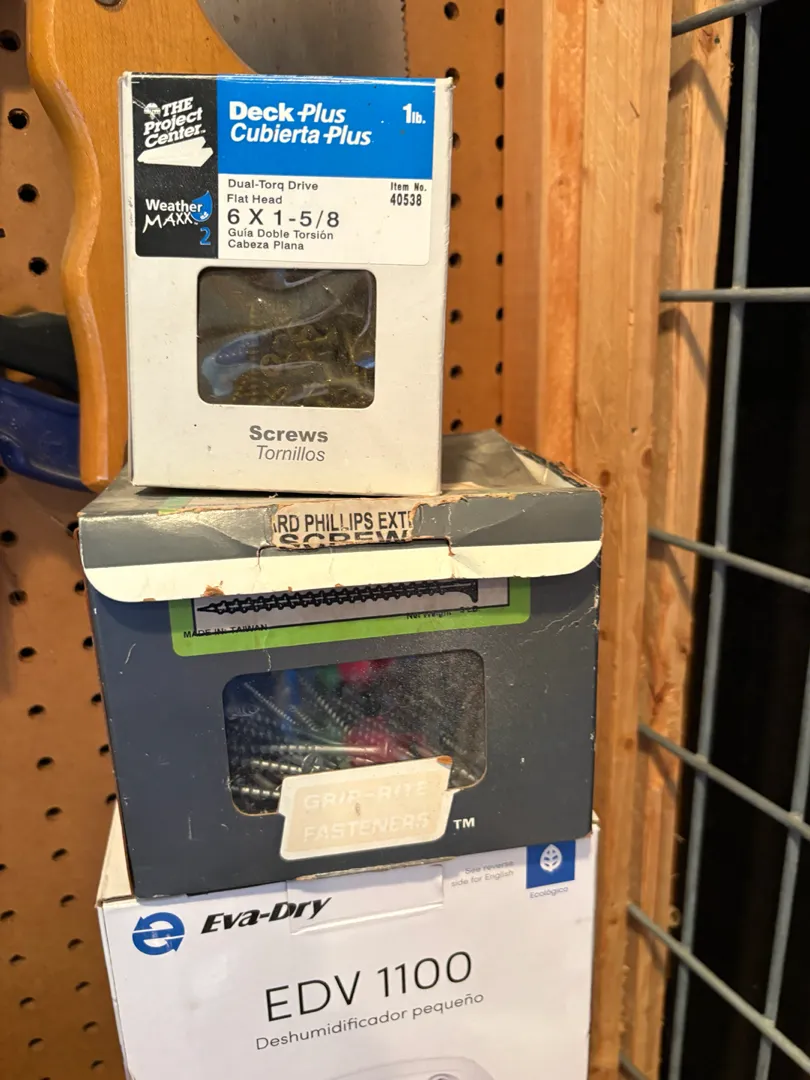 THE
Project
Center.
Deck Plus
Cubierta Plus
1lb.
Weather
MAXX
2
Dual-Torq Drive
Flat Head
6 X 1-5/8
Guía Doble Torsión
Cabeza Plana
Item No.
40538
Screws
Tornillos
RD PHILLIPS EXT
SCREW
MADE IN TAIWAN
GRIP-RITE
FASTENERS
TM
See reverse
side for English
Ecológico
Eva-Dry
EDV 1100
Deshumidificador pequeño